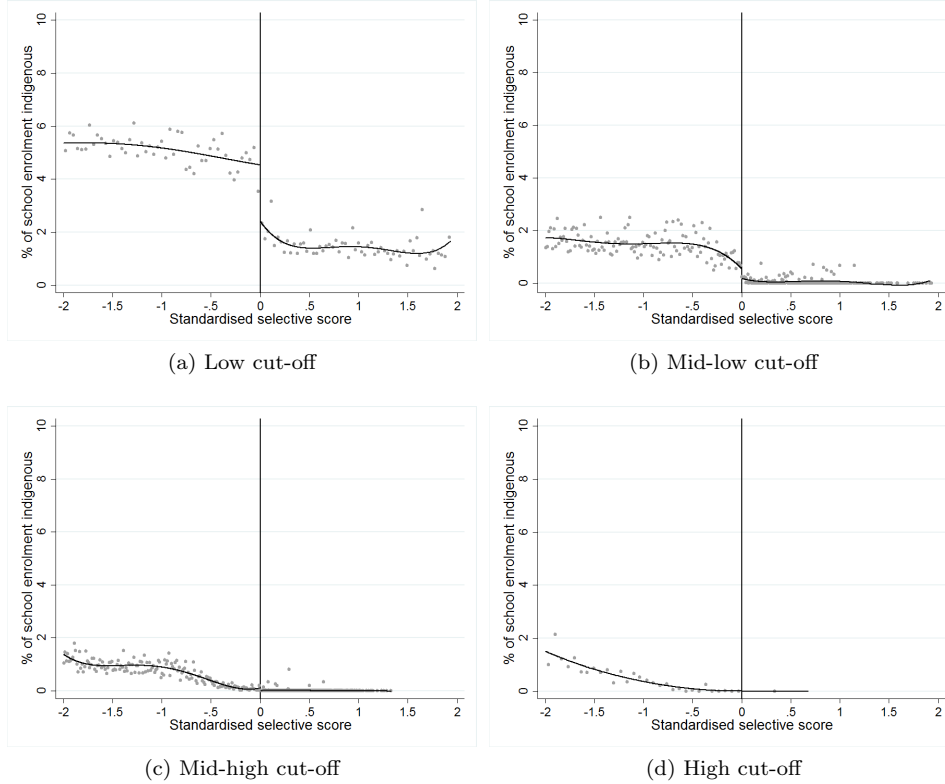 % of school enrolment indigenous
10
8
6
4
2
0
-2 -1.5 -1 -.5 0 .5 1 1.5 2
Standardised selective score
(a) Low cut-off
% of school enrolment indigenous
10
8
6
4
2
0
-2 -1.5 -1 -.5 0 .5 1 1.5 2
Standardised selective score
(b) Mid-low cut-off
% of school enrolment indigenous
10
8
6
4
2
0
-2 -1.5 -1 -.5 0 .5 1 1.5 2
Standardised selective score
(c) Mid-high cut-off
% of school enrolment indigenous
10
8
6
4
2
0
-2 -1.5 -1 -.5 0 .5 1 1.5 2
Standardised selective score
(d) High cut-off